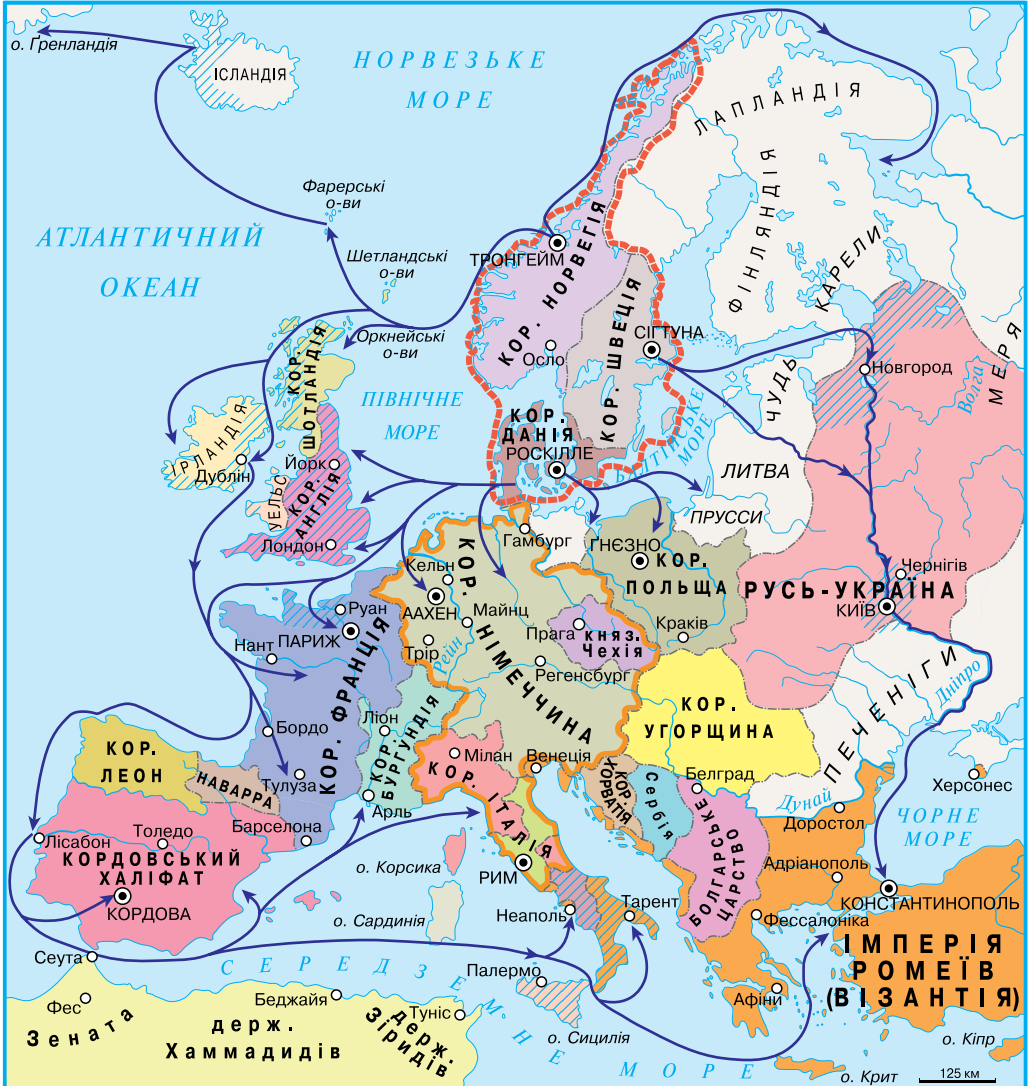 о. Ґренландія
ІСЛАНДІЯ
НОРВЕЗЬКЕ
МОРЕ
ЛАПЛАНДІЯ
Фарерські
о-ви
АТЛАНТИЧНИЙ
ОКЕАН
Шетландські
о-ви
ТРОНГЕЙМ
КОР. НОРВЕГІЯ
ФІНЛЯНДІЯ
КАРЕЛИ
Оркнейські
о-ви
КОР.
ШОТЛАНДІЯ
Осло
КОР. ШВЕЦІЯ
СІГТУНА
Новгород
Волга
МЕРЯ
ЧУДЬ
ПІВНІЧНЕ
МОРЕ
КОР.
ДАНІЯ
РОСКІЛЛЕ
БАЛТІЙСЬКЕ
МОРЕ
ІРЛАНДІЯ
Дублін
Йорк
КОР.
АНГЛІЯ
УЕЛЬС
Лондон
ЛИТВА
ПРУССИ
Гамбург
ҐНЄЗНО
КОР.
ПОЛЬЩА
РУСЬ-УКРАЇНА
Чернігів
КИЇВ
Кельн
ААХЕН
КОР.
НІМЕЧЧИНА
Майнц
Руан
ПАРИЖ
Трір
Рейн
Прага
КНЯЗ.
Чехія
Краків
Регенсбург
Нант
КОР. ФРАНЦІЯ
ПЕЧЕНІГИ
Дніпро
КОР.
УГОРЩИНА
Бордо
Ліон
КОР.
БУРГУНДІЯ
Мілан
Венеція
КОР.
ЛЕОН
НАВАРРА
Тулуза
Арль
КОР. ІТАЛІЯ
КОР
ХОРВАТІЯ
Сербія
Белград
Дунай
Доростол
Херсонес
ЧОРНЕ
МОРЕ
Барселона
Лісабон
Толедо
КОРДОВСЬКИЙ
ХАЛІФАТ
КОРДОВА
о. Корсика
РИМ
БОЛГАРСЬКЕ
ЦАРСТВО
Адріанополь
КОНСТАНТИНОПОЛЬ
о. Сардинія
Неаполь
Тарент
Фессалоніка
ІМПЕРІЯ
РОМЕЇВ
(ВІЗАНТІЯ)
Сеута
СЕРЕДЗЕМНЕ МОРЕ
Палермо
Фес
Зената
Беджайя
держ.
Хаммадидів
Туніс
держ.
Зіридів
о. Сицилія
Афіни
о. Кіпр
о. Крит
125 км